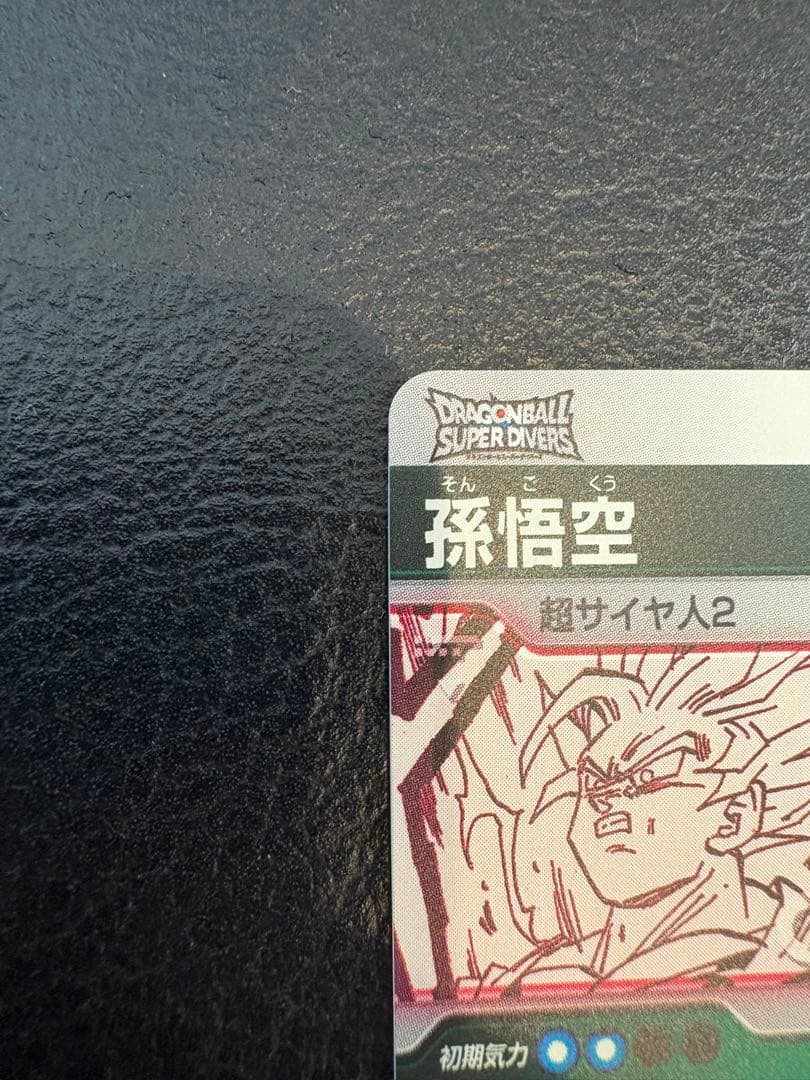 DRAGONBALL
SUPER DIVERS
そん ご くう
孫悟空
超サイヤ人2
初期気力